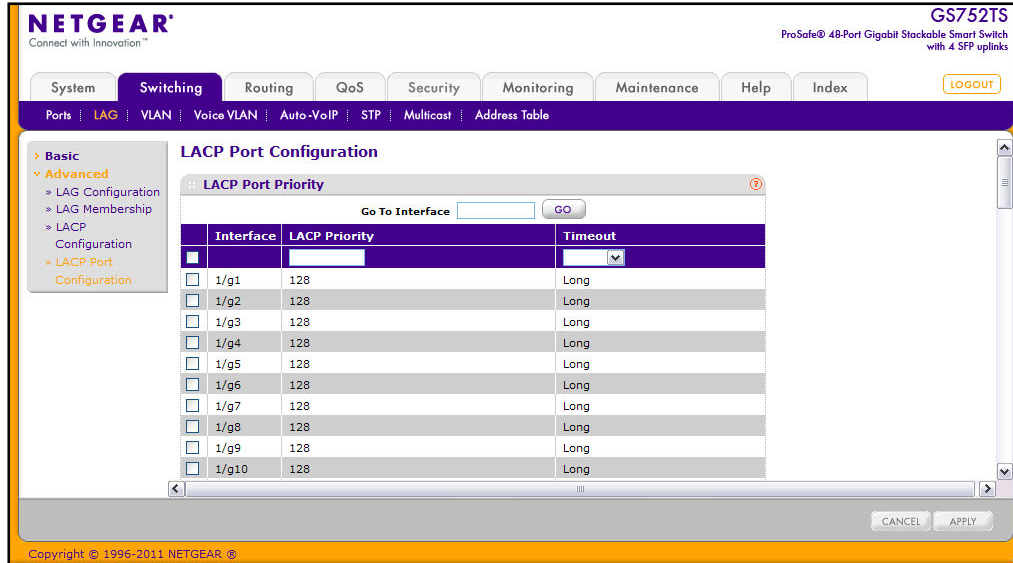 NETGEAR®
Connect with Innovation™
GS752TS
ProSafe® 48-Port Gigabit Stackable Smart Switch
with 4 SFP uplinks
System Switching Routing QoS Security Monitoring Maintenance Help Index LOGOUT
Ports LAG VLAN Voice VLAN Auto-VoIP STP Multicast Address Table
Basic
Advanced
» LAG Configuration
» LAG Membership
» LACP
Configuration
» LACP Port
Configuration
LACP Port Configuration
LACP Port Priority ?
Go To Interface GO
Interface LACP Priority Timeout
1/g1 128 Long
1/g2 128 Long
1/g3 128 Long
1/g4 128 Long
1/g5 128 Long
1/g6 128 Long
1/g7 128 Long
1/g8 128 Long
1/g9 128 Long
1/g10 128 Long
CANCEL APPLY
Copyright © 1996-2011 NETGEAR ®